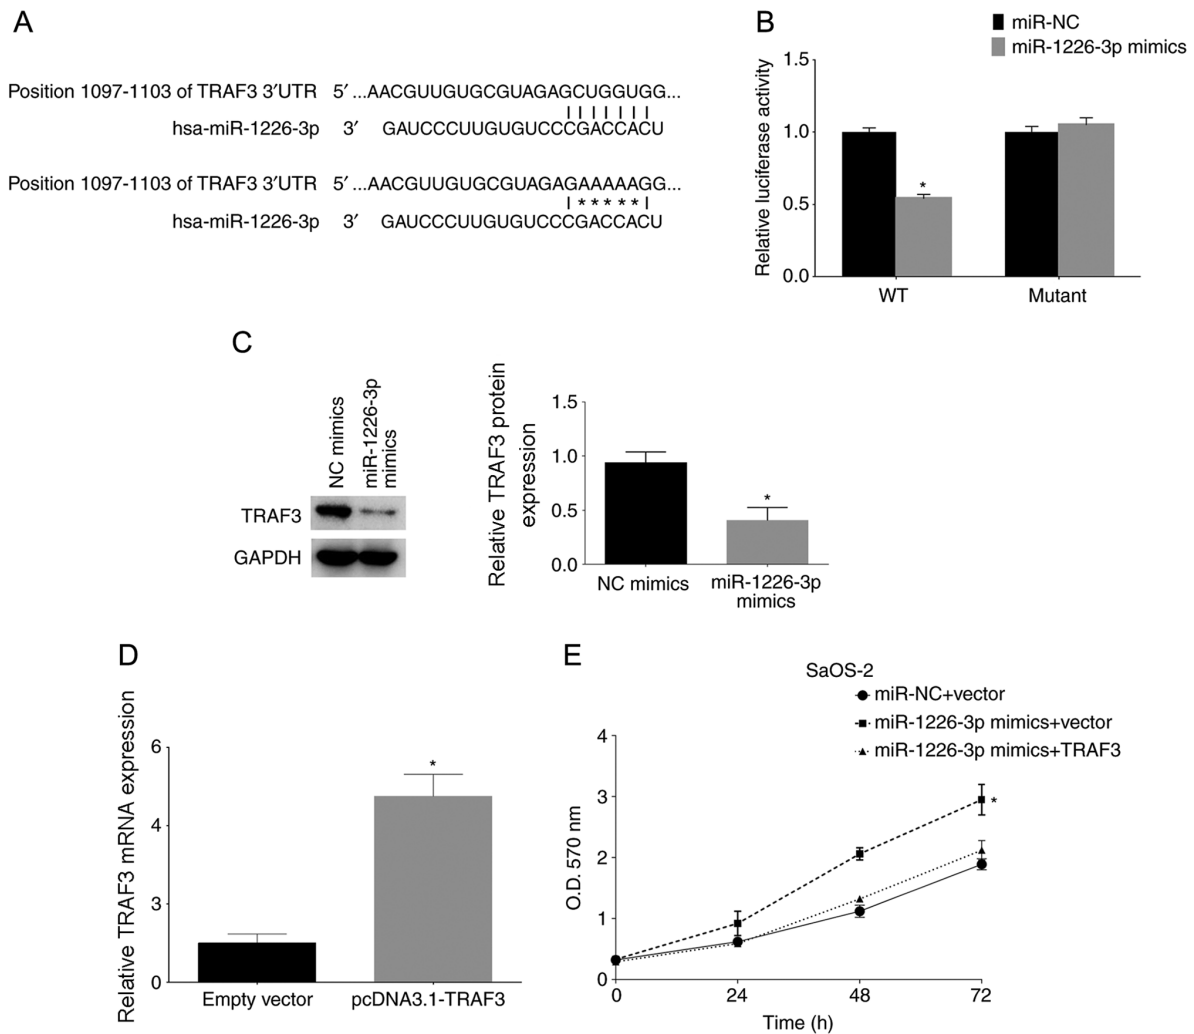 A
Position 1097-1103 of TRAF3 3′UTR 5′ ...AACGUUGUGCGUAGAGCUGGUGG...
hsa-miR-1226-3p 3′ GAUCCCUUGUGUCCCGACCACU
Position 1097-1103 of TRAF3 3′UTR 5′ ...AACGUUGUGCGUAGAGAAAAAGG...
* * * * *
hsa-miR-1226-3p 3′ GAUCCCUUGUGUCCCGACCACU
B
miR-NC
miR-1226-3p mimics
Relative luciferase activity
1.5
1.0
0.5
0.0
*
WT
Mutant
C
NC mimics
miR-1226-3p
mimics
TRAF3
GAPDH
Relative TRAF3 protein
expression
1.5
1.0
0.5
0.0
*
NC mimics
miR-1226-3p
mimics
D
Relative TRAF3 mRNA expression
6
4
3
0
*
Empty vector
pcDNA3.1-TRAF3
E
SaOS-2
miR-NC+vector
miR-1226-3p mimics+vector
miR-1226-3p mimics+TRAF3
O.D. 570 nm
4
3
2
1
0
*
0
24
48
72
Time (h)